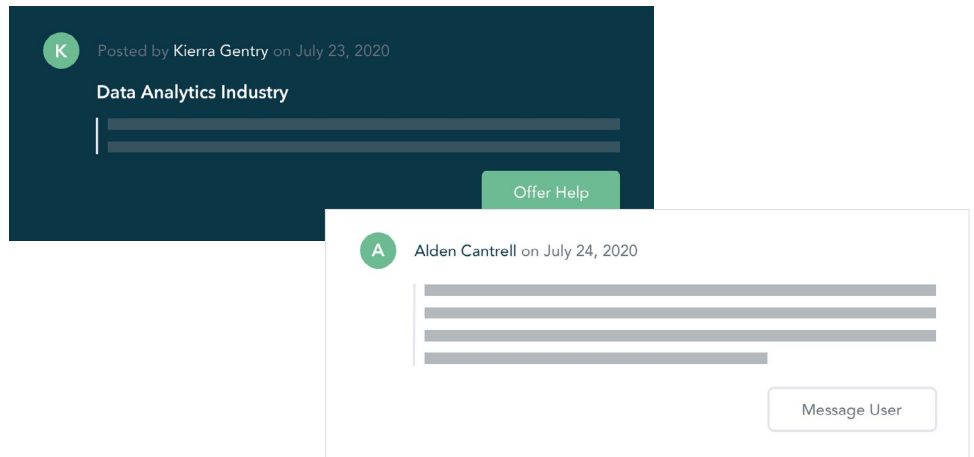 K
Posted by Kierra Gentry on July 23, 2020
Data Analytics Industry
Offer Help
A
Alden Cantrell on July 24, 2020
Message User